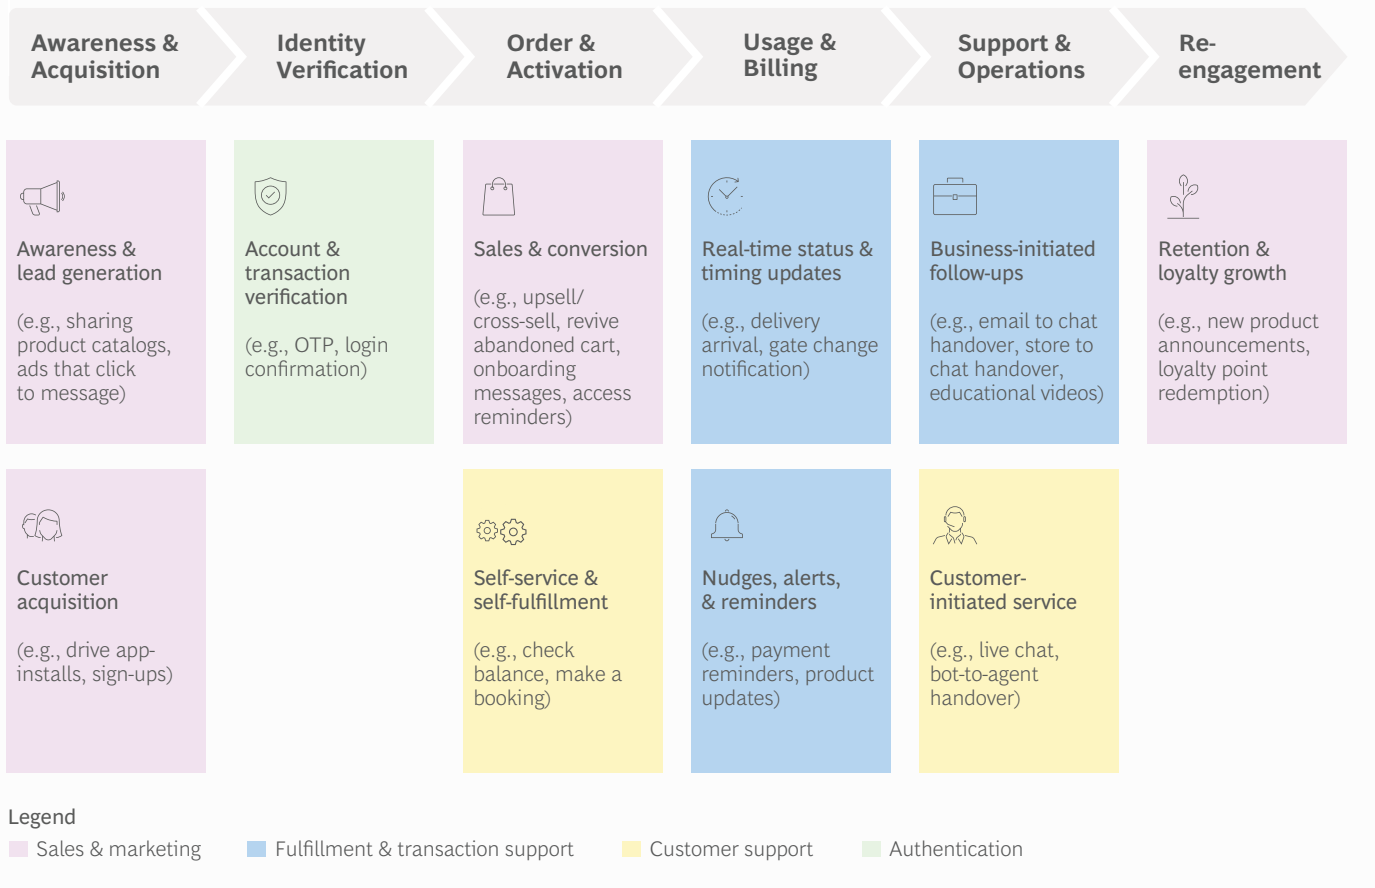 Awareness &
Acquisition
Identity
Verification
Order &
Activation
Usage &
Billing
Support &
Operations
Re-
engagement
Awareness &
lead generation
(e.g., sharing
product catalogs,
ads that click
to message)
Account &
transaction
verification
(e.g., OTP, login
confirmation)
Sales & conversion
(e.g., upsell/
cross-sell, revive
abandoned cart,
onboarding
messages, access
reminders)
Real-time status &
timing updates
(e.g., delivery
arrival, gate change
notification)
Business-initiated
follow-ups
(e.g., email to chat
handover, store to
chat handover,
educational videos)
Retention &
loyalty growth
(e.g., new product
announcements,
loyalty point
redemption)
Customer
acquisition
(e.g., drive app-
installs, sign-ups)
Self-service &
self-fulfillment
(e.g., check
balance, make a
booking)
Nudges, alerts,
& reminders
(e.g., payment
reminders, product
updates)
Customer-
initiated service
(e.g., live chat,
bot-to-agent
handover)
Legend
Sales & marketing
Fulfillment & transaction support
Customer support
Authentication